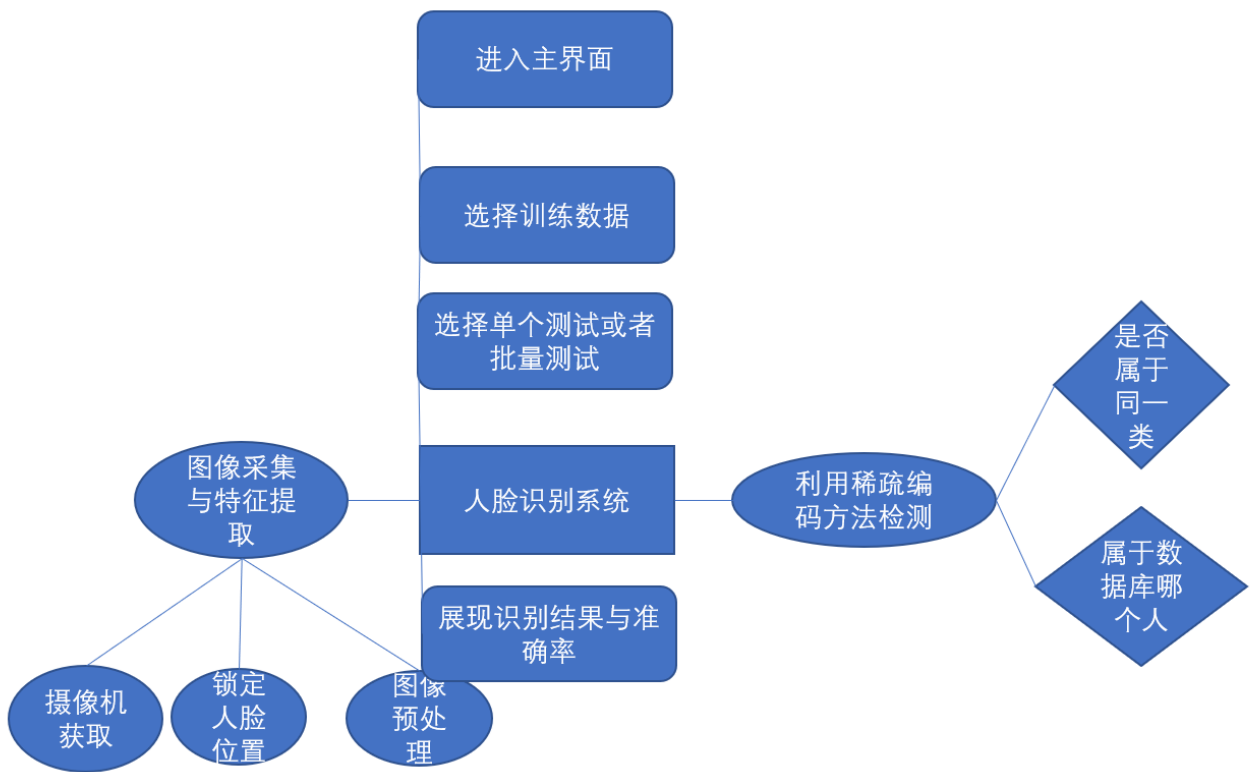 进入主界面
选择训练数据
选择单个测试或者
批量测试
图像采集
与特征提
取
人脸识别系统
利用稀疏编
码方法检测
是否
属于
同一
类
属于数
据库哪
个人
展现识别结果与准
确率
摄像机
获取
锁定
人脸
位置
图像
预处
理